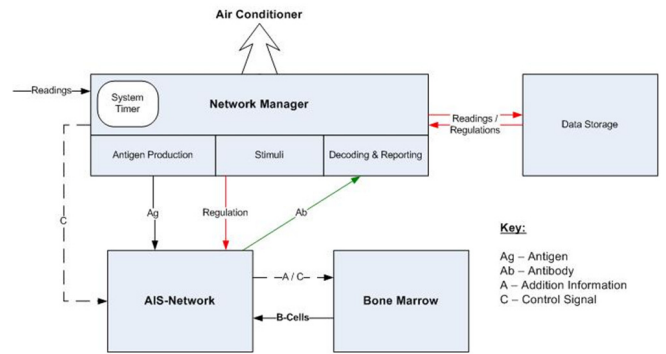 Air Conditioner
Readings
System
Timer
Network Manager
Readings /
Regulations
Data Storage
Antigen Production
Stimuli
Decoding & Reporting
C
Ag
Regulation
Ab
Key:
Ag – Antigen
Ab – Antibody
A – Addition Information
C – Control Signal
AIS-Network
A / C
Bone Marrow
B-Cells